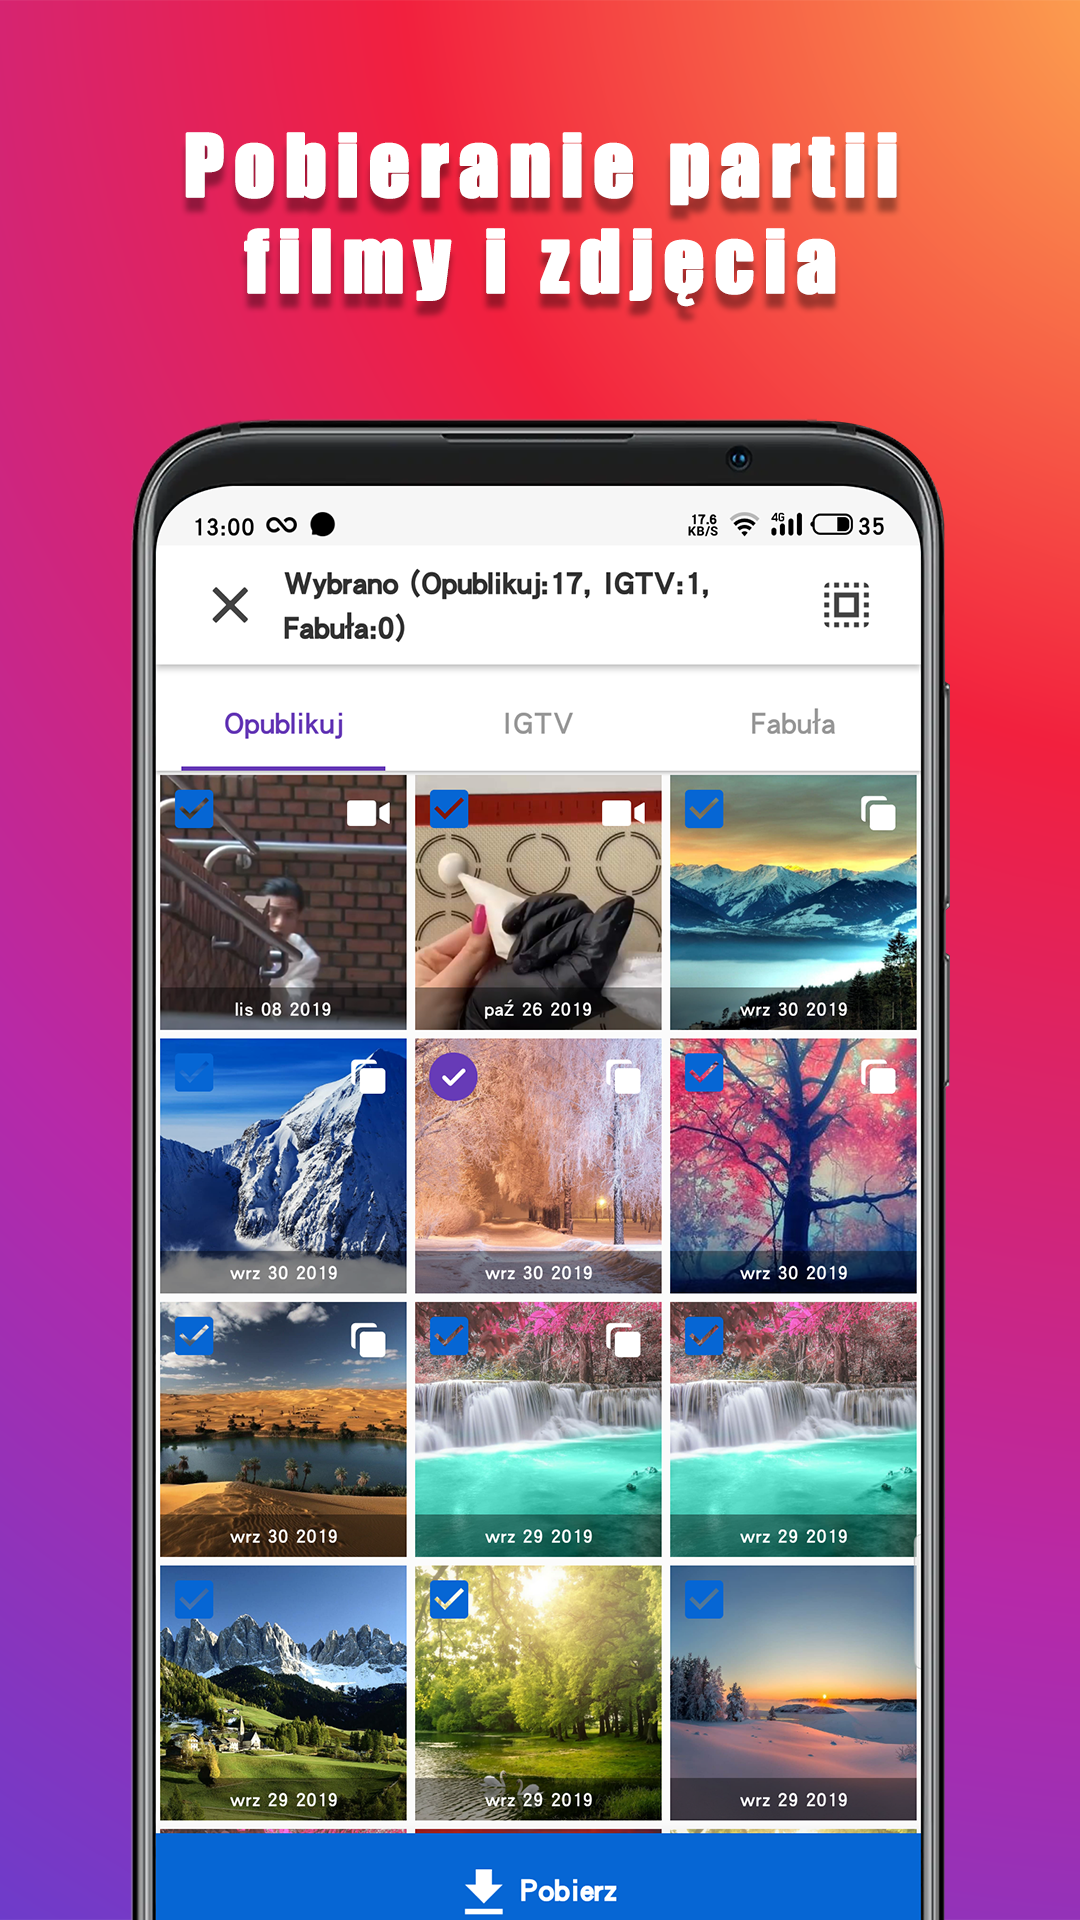 Pobieranie partii
filmy i zdjęcia
13:00
17.6
KB/S
4G
35
Wybrano (Opublikuj:17, IGTV:1,
Fabuła:0)
Opublikuj
IGTV
Fabuła
lis 08 2019
paź 26 2019
wrz 30 2019
wrz 30 2019
wrz 30 2019
wrz 30 2019
wrz 30 2019
wrz 29 2019
wrz 29 2019
wrz 29 2019
wrz 29 2019
wrz 29 2019
Pobierz